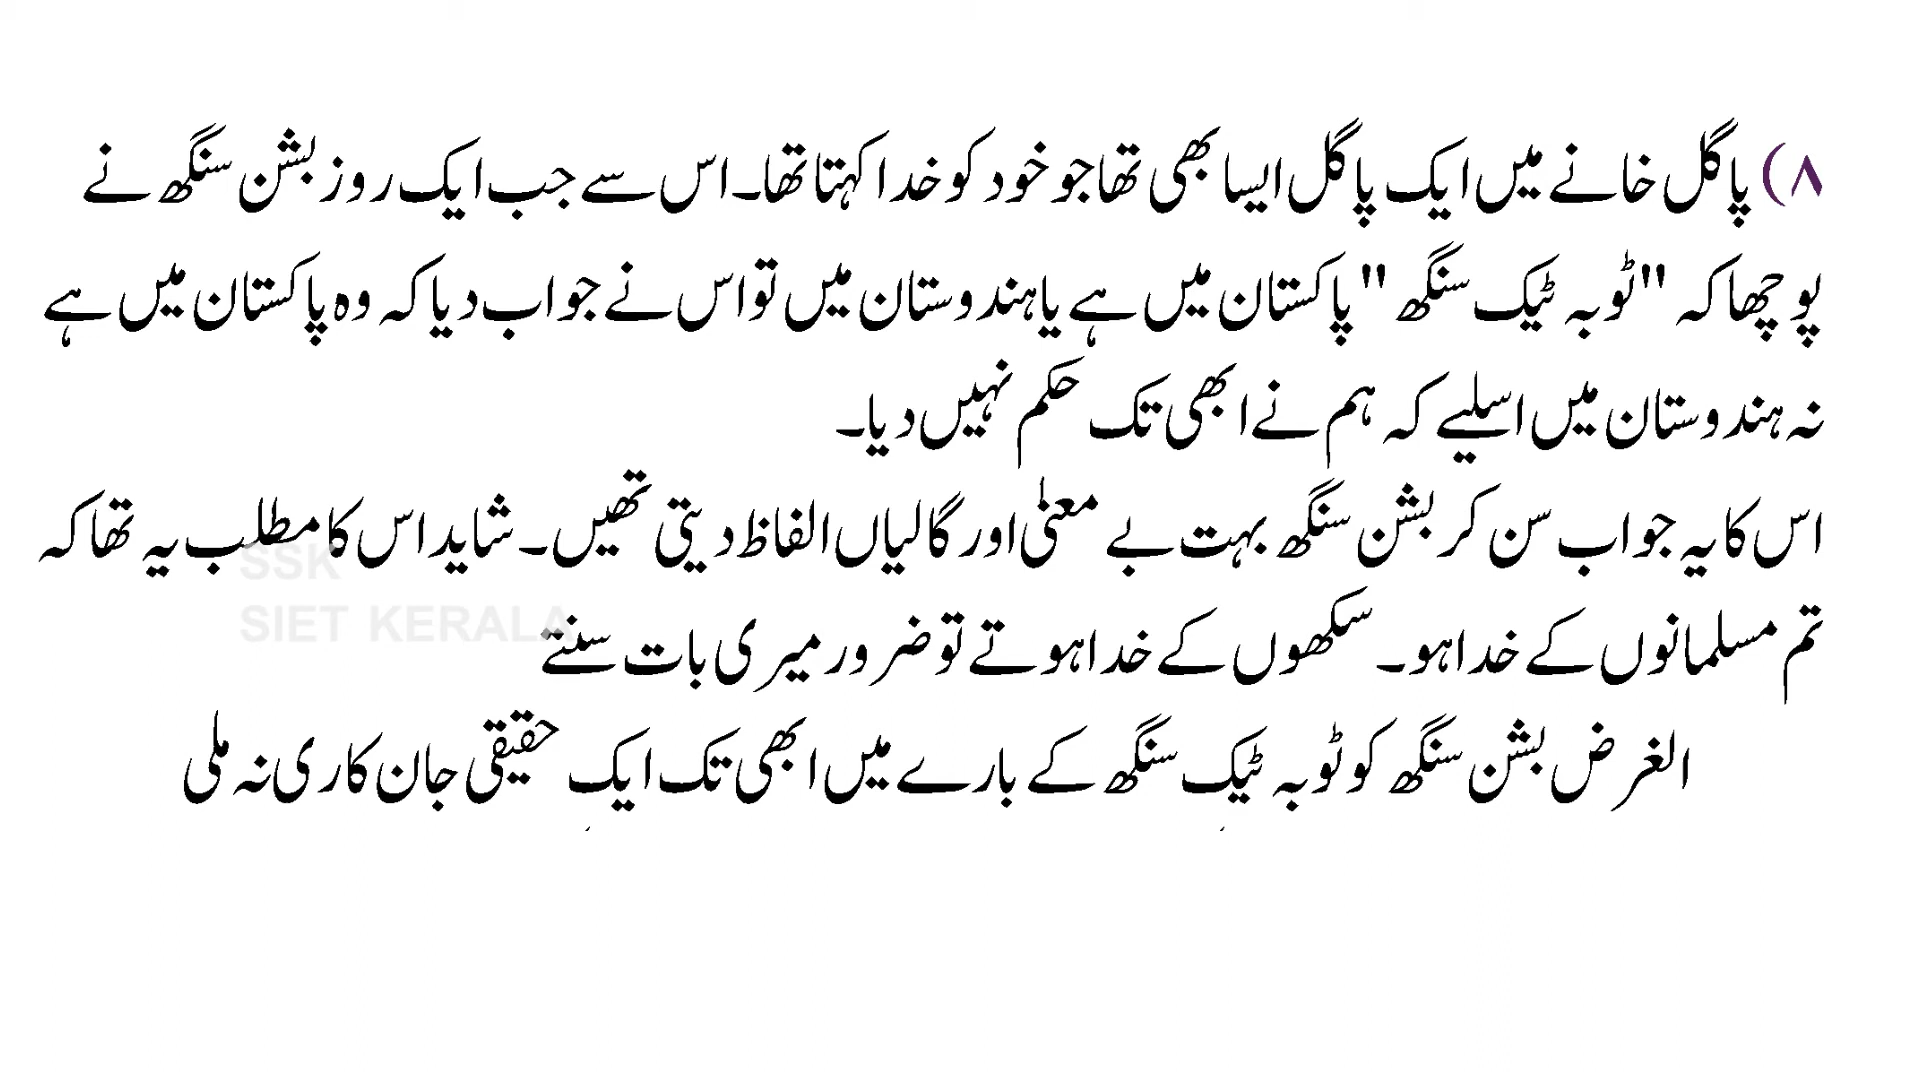 ۸) پاگل خانے میں ایک پاگل ایسا بھی تھا جو خود کو خدا کہتا تھا۔ اس سے جب ایک روز بشن سنگھ نے
پوچھا کہ "ٹوبہ ٹیک سنگھ" پاکستان میں ہے یا ہندوستان میں تو اس نے جواب دیا کہ وہ پاکستان میں ہے
نہ ہندوستان میں اسلیے کہ ہم نے ابھی تک حکم نہیں دیا۔
اس کا یہ جواب سن کر بشن سنگھ بہت بے معنیٰ اور گالیاں الفاظ دیتی تھیں۔ شاید اس کا مطلب یہ تھا کہ
تم مسلمانوں کے خدا ہو۔ سکھوں کے خدا ہوتے تو ضرور میری بات سنتے
الغرض بشن سنگھ کو ٹوبہ ٹیک سنگھ کے بارے میں ابھی تک ایک حقیقی جان کاری نہ ملی
SSK
SIET KERALA